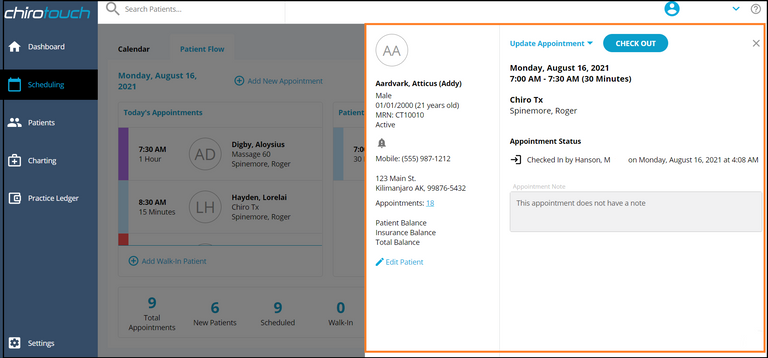 chirotouch
Search Patients...
Dashboard
Scheduling
Patients
Charting
Practice Ledger
Settings
Calendar
Patient Flow
Monday, August 16,
2021
Add New Appointment
Today's Appointments
7:30 AM
1 Hour
AD
Digby, Aloysius
Massage 60
Spinemore, Roger
8:30 AM
15 Minutes
LH
Hayden, Lorelai
Chiro Tx
Spinemore, Roger
Add Walk-In Patient
9
Total
Appointments
6
New Patients
9
Scheduled
0
Walk-In
AA
Aardvark, Atticus (Addy)
Male
01/01/2000 (21 years old)
MRN: CT10010
Active
Mobile: (555) 987-1212
123 Main St.
Kilimanjaro AK, 99876-5432
Appointments: 18
Patient Balance
Insurance Balance
Total Balance
Edit Patient
Update Appointment
CHECK OUT
Monday, August 16, 2021
7:00 AM - 7:30 AM (30 Minutes)
Chiro Tx
Spinemore, Roger
Appointment Status
Checked In by Hanson, M on Monday, August 16, 2021 at 4:08 AM
Appointment Note
This appointment does not have a note